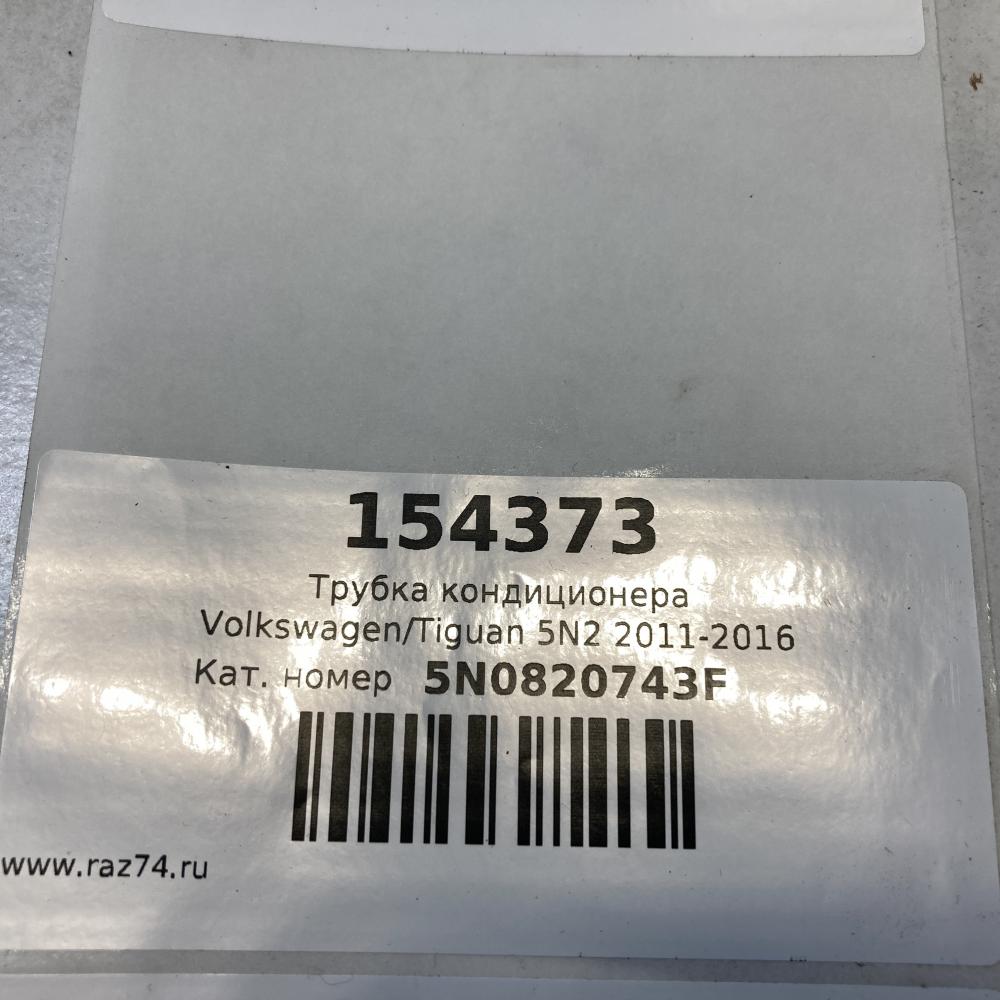 154373
Трубка кондиционера
Volkswagen/Tiguan 5N2 2011-2016
Кат. номер 5N0820743F
www.raz74.ru